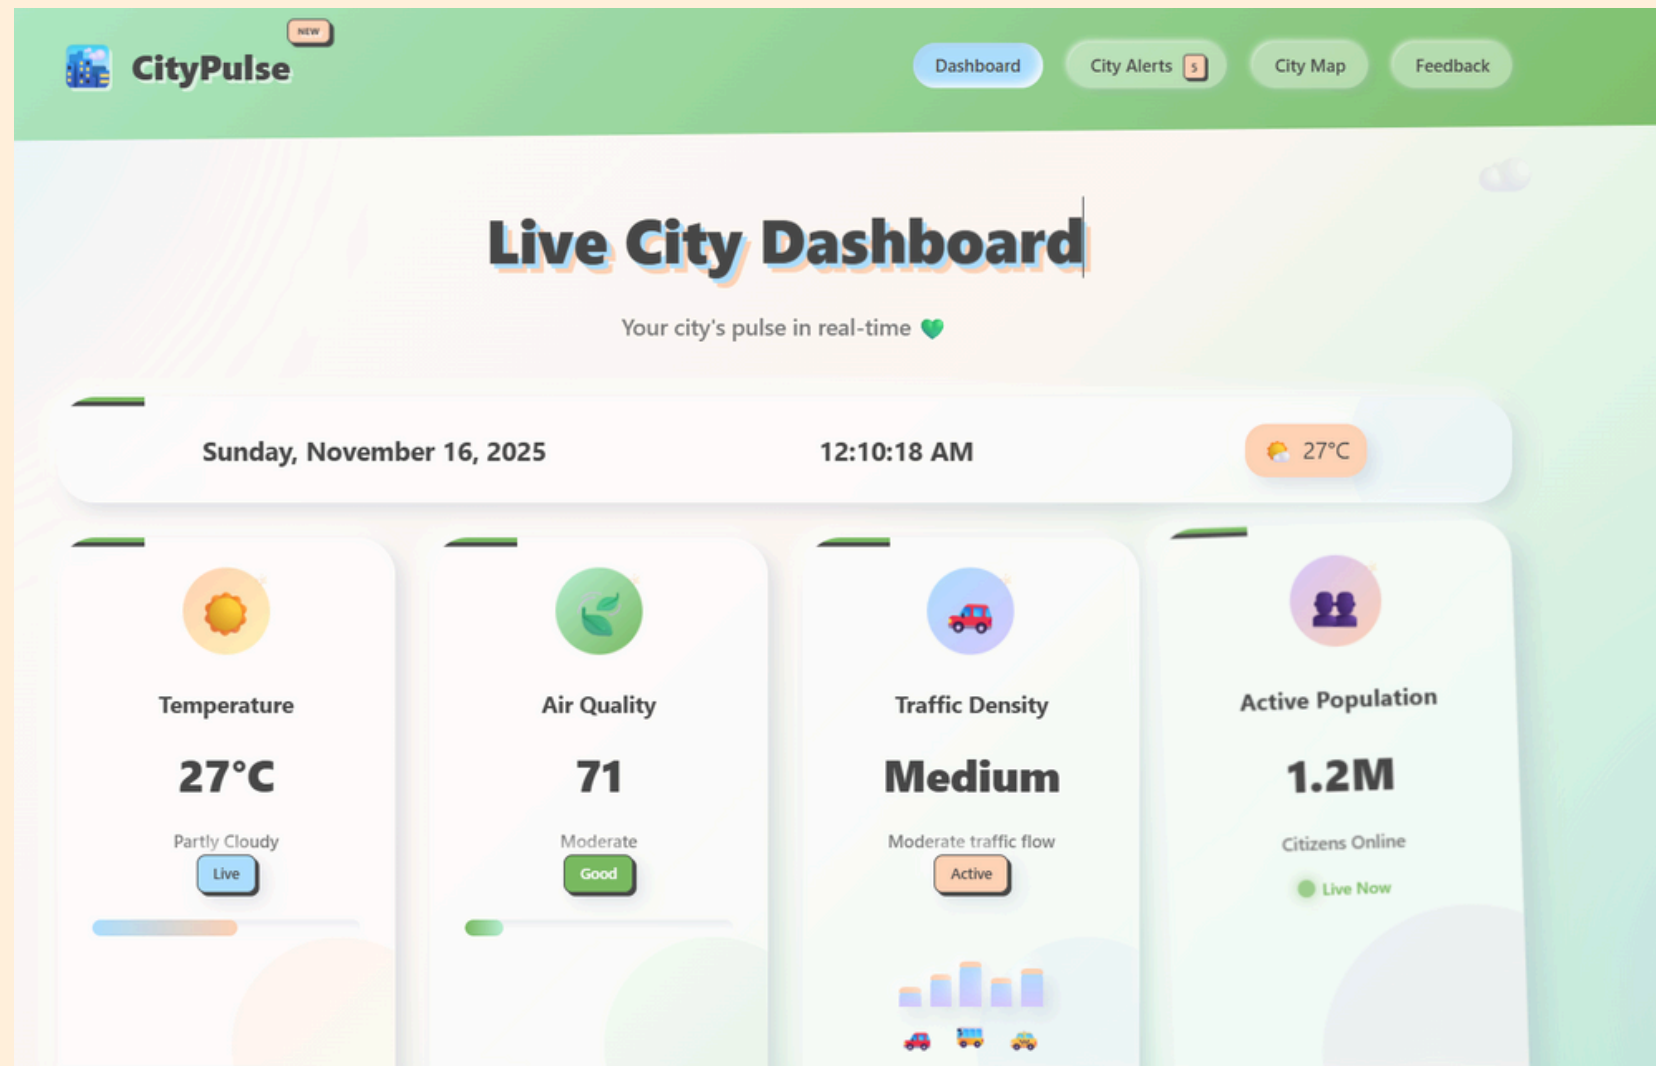 NEW
CityPulse
Dashboard
City Alerts 5
City Map
Feedback
Live City Dashboard
Your city's pulse in real-time
Sunday, November 16, 2025
12:10:18 AM
27°C
Temperature
27°C
Partly Cloudy
Live
Air Quality
71
Moderate
Good
Traffic Density
Medium
Moderate traffic flow
Active
Active Population
1.2M
Citizens Online
Live Now